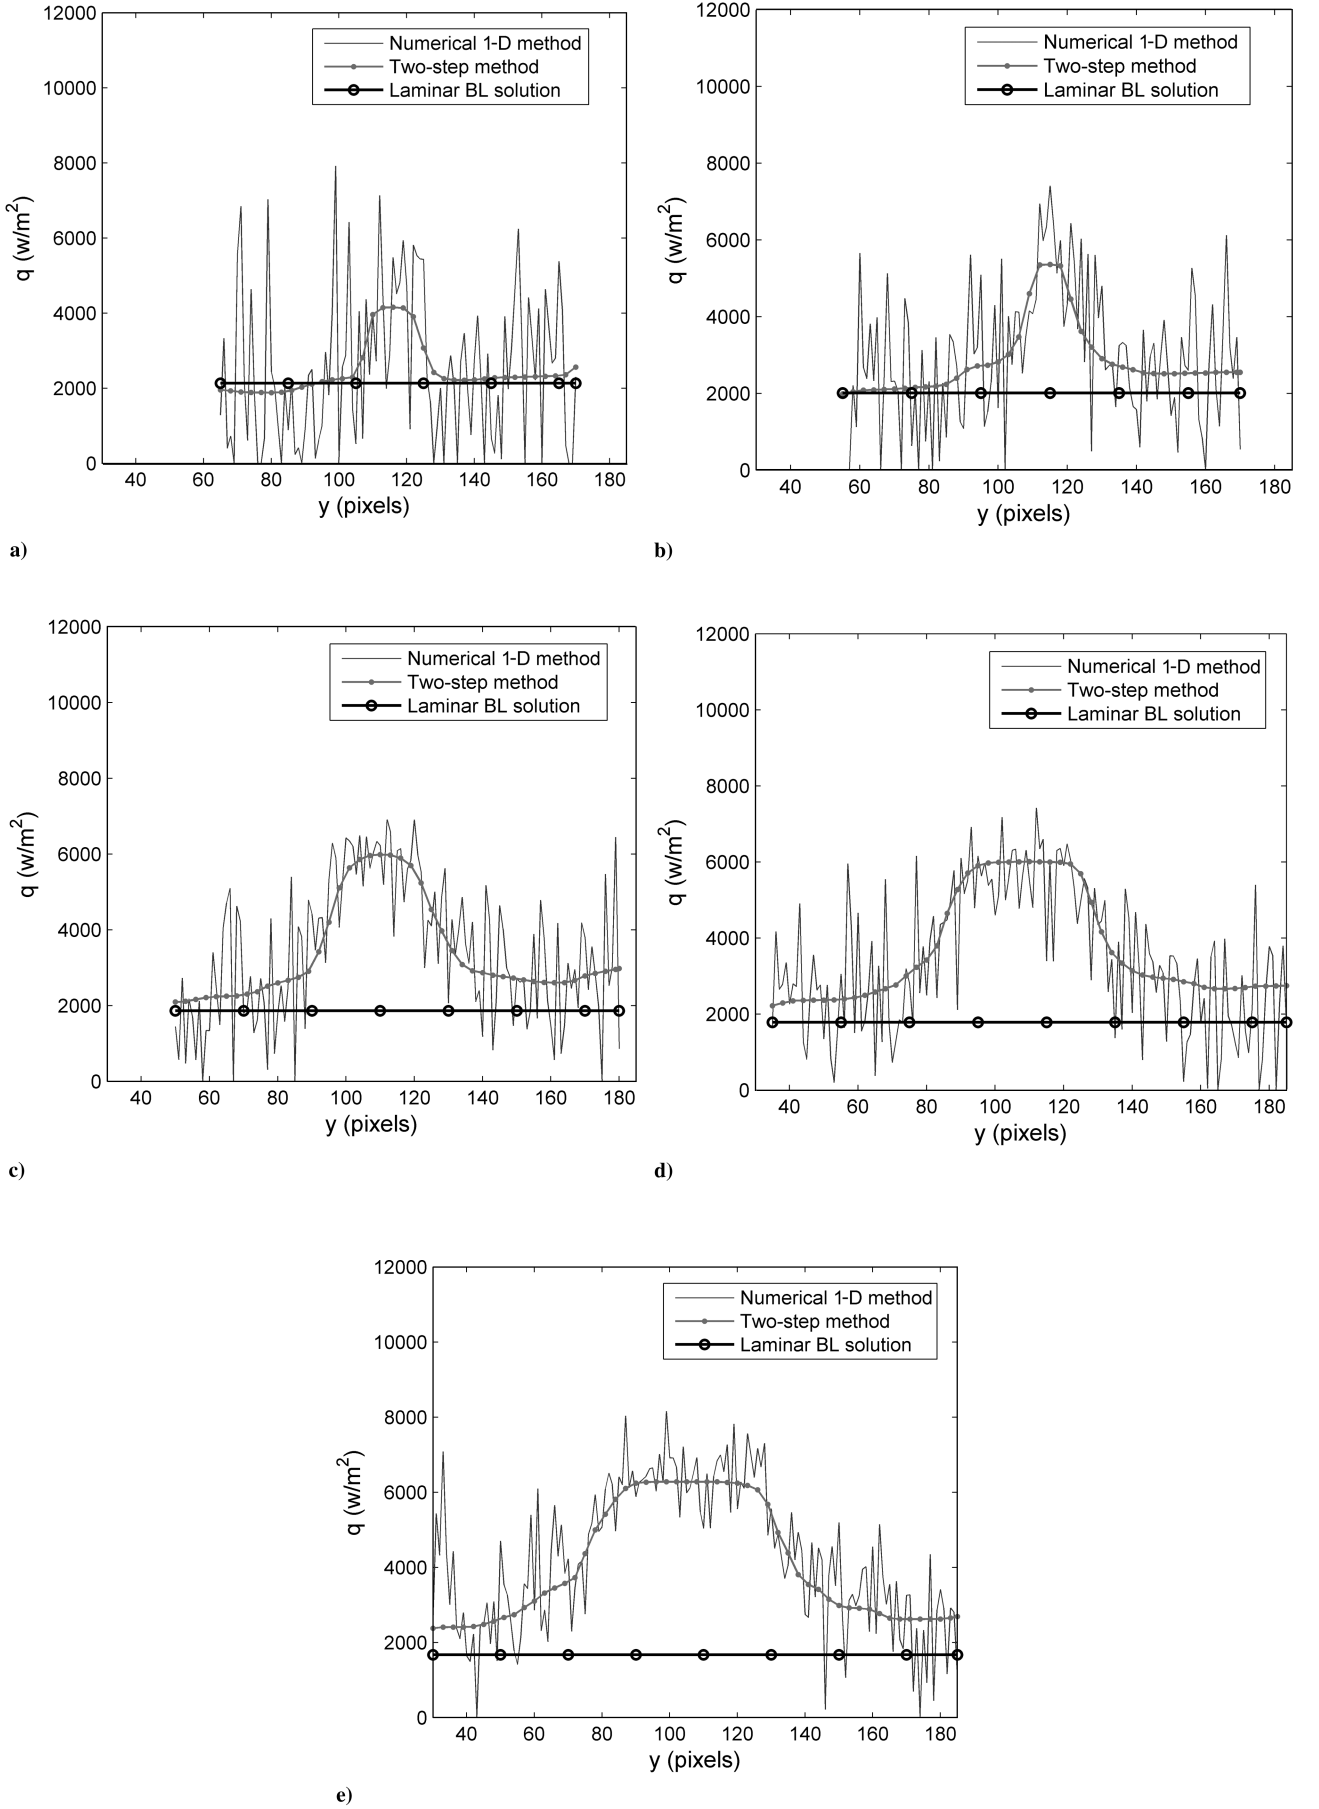 12000
10000
8000
6000
4000
2000
0
q (w/m2)
Numerical 1-D method
Two-step method
Laminar BL solution
40 60 80 100 120 140 160 180
y (pixels)
a)
12000
10000
8000
6000
4000
2000
0
q (w/m2)
Numerical 1-D method
Two-step method
Laminar BL solution
40 60 80 100 120 140 160 180
y (pixels)
b)
12000
10000
8000
6000
4000
2000
0
q (w/m2)
Numerical 1-D method
Two-step method
Laminar BL solution
40 60 80 100 120 140 160 180
y (pixels)
c)
12000
10000
8000
6000
4000
2000
0
q (w/m2)
Numerical 1-D method
Two-step method
Laminar BL solution
40 60 80 100 120 140 160 180
y (pixels)
d)
12000
10000
8000
6000
4000
2000
0
q (w/m2)
Numerical 1-D method
Two-step method
Laminar BL solution
40 60 80 100 120 140 160 180
y (pixels)
e)